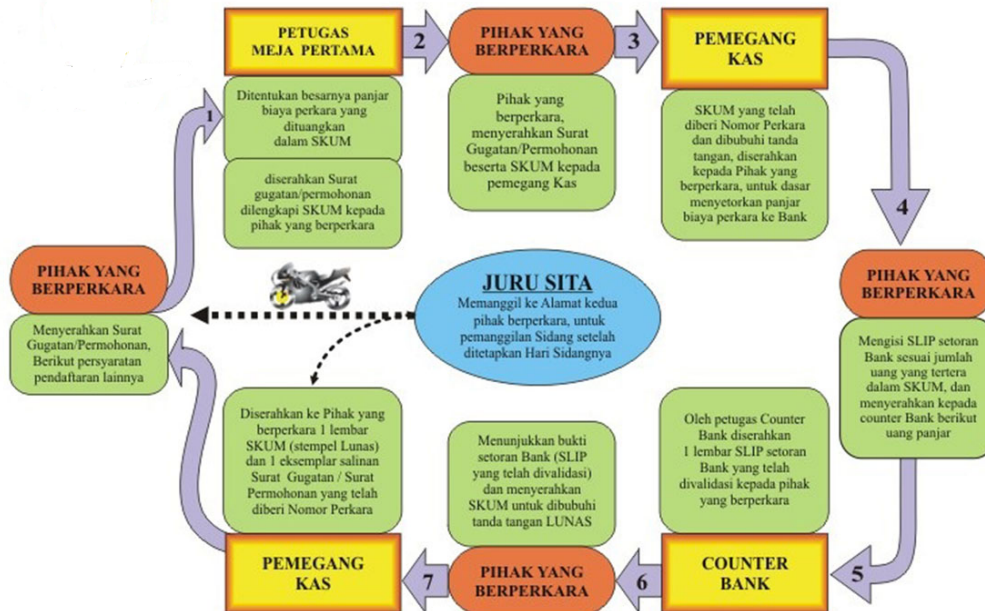 PETUGAS
MEJA PERTAMA
2
PIHAK YANG
BERPERKARA
3
PEMEGANG
KAS
1
Ditentukan besarnya panjar
biaya perkara yang
dituangkan
dalam SKUM
diserahkan Surat
gugatan/permohonan
dilengkapi SKUM kepada
pihak yang berperkara
Pihak yang
berperkara,
menyerahkan Surat
Gugatan/Permohonan
beserta SKUM kepada
pemegang Kas
SKUM yang telah
diberi Nomor Perkara
dan dibubuhi tanda
tangan, diserahkan
kepada Pihak yang
berperkara, untuk dasar
menyetorkan panjar
biaya perkara ke Bank
4
PIHAK YANG
BERPERKARA
Menyerahkan Surat
Gugatan/Permohonan,
Berikut persyaratan
pendaftaran lainnya
JURU SITA
Memanggil ke Alamat kedua
pihak berperkara, untuk
pemanggilan Sidang setelah
ditetapkan Hari Sidangnya
PIHAK YANG
BERPERKARA
Mengisi SLIP setoran
Bank sesuai jumlah
uang yang tertera
dalam SKUM, dan
menyerahkan kepada
counter Bank berikut
uang panjar
Diserahkan ke Pihak yang
berperkara 1 lembar
SKUM (stempel Lunas)
dan 1 eksemplar salinan
Surat Gugatan / Surat
Permohonan yang telah
diberi Nomor Perkara
Menunjukkan bukti
setoran Bank (SLIP
yang telah divalidasi)
dan menyerahkan
SKUM untuk dibubuhi
tanda tangan LUNAS
Oleh petugas Counter
Bank diserahkan
1 lembar SLIP setoran
Bank yang telah
divalidasi kepada pihak
yang berperkara
PEMEGANG
KAS
7
PIHAK YANG
BERPERKARA
6
COUNTER
BANK
5